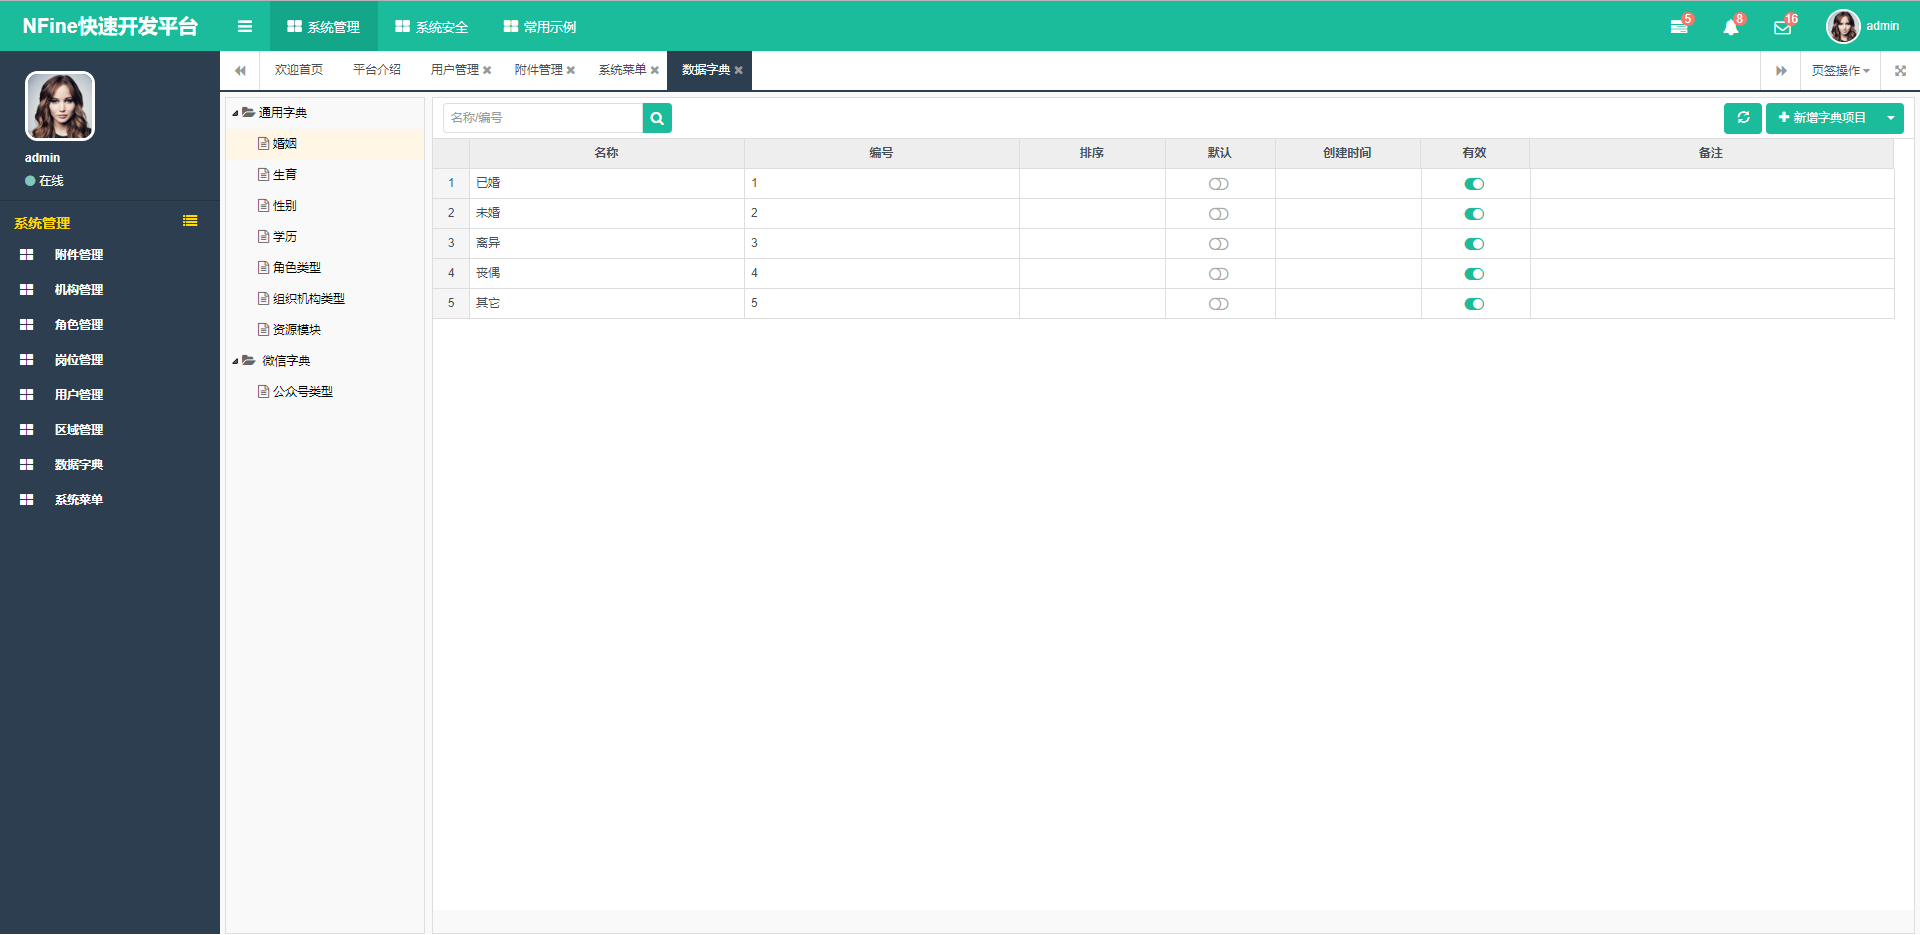 NFine快速开发平台
系统管理
系统安全
常用示例
5
8
16
admin
admin
在线
系统管理
附件管理
机构管理
角色管理
岗位管理
用户管理
区域管理
数据字典
系统菜单
欢迎首页
平台介绍
用户管理
附件管理
系统菜单
数据字典
页签操作
通用字典
婚姻
生育
性别
学历
角色类型
组织机构类型
资源模块
微信字典
公众号类型
名称/编号
新增字典项目
名称 编号 排序 默认 创建时间 有效 备注
1 已婚 1
2 未婚 2
3 离异 3
4 丧偶 4
5 其它 5